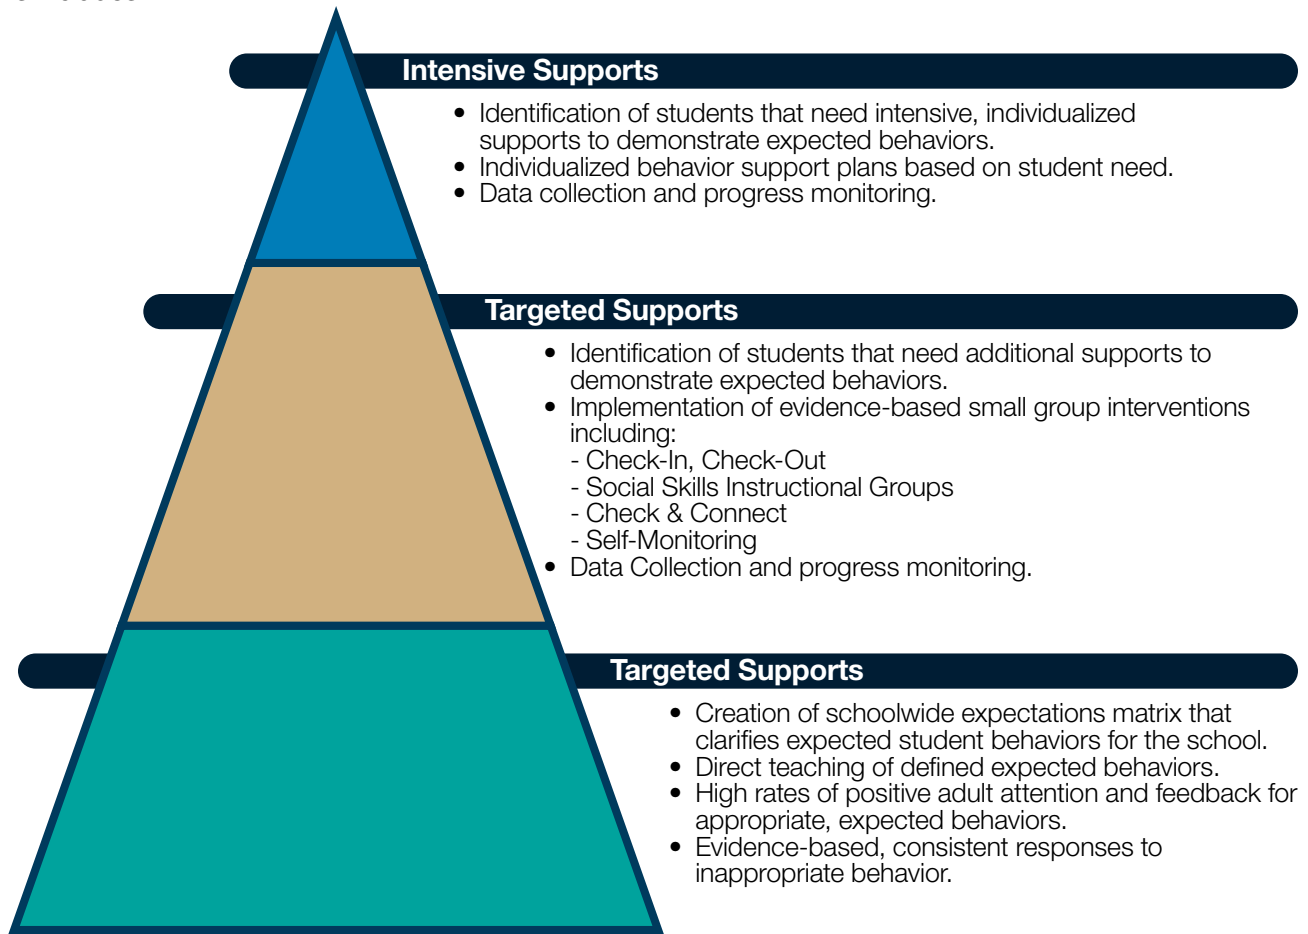 Intensive Supports
• Identification of students that need intensive, individualized
supports to demonstrate expected behaviors.
• Individualized behavior support plans based on student need.
• Data collection and progress monitoring.
Targeted Supports
• Identification of students that need additional supports to
demonstrate expected behaviors.
• Implementation of evidence-based small group interventions
including:
- Check-In, Check-Out
- Social Skills Instructional Groups
- Check & Connect
- Self-Monitoring
• Data Collection and progress monitoring.
Targeted Supports
• Creation of schoolwide expectations matrix that
clarifies expected student behaviors for the school.
• Direct teaching of defined expected behaviors.
• High rates of positive adult attention and feedback for
appropriate, expected behaviors.
• Evidence-based, consistent responses to
inappropriate behavior.